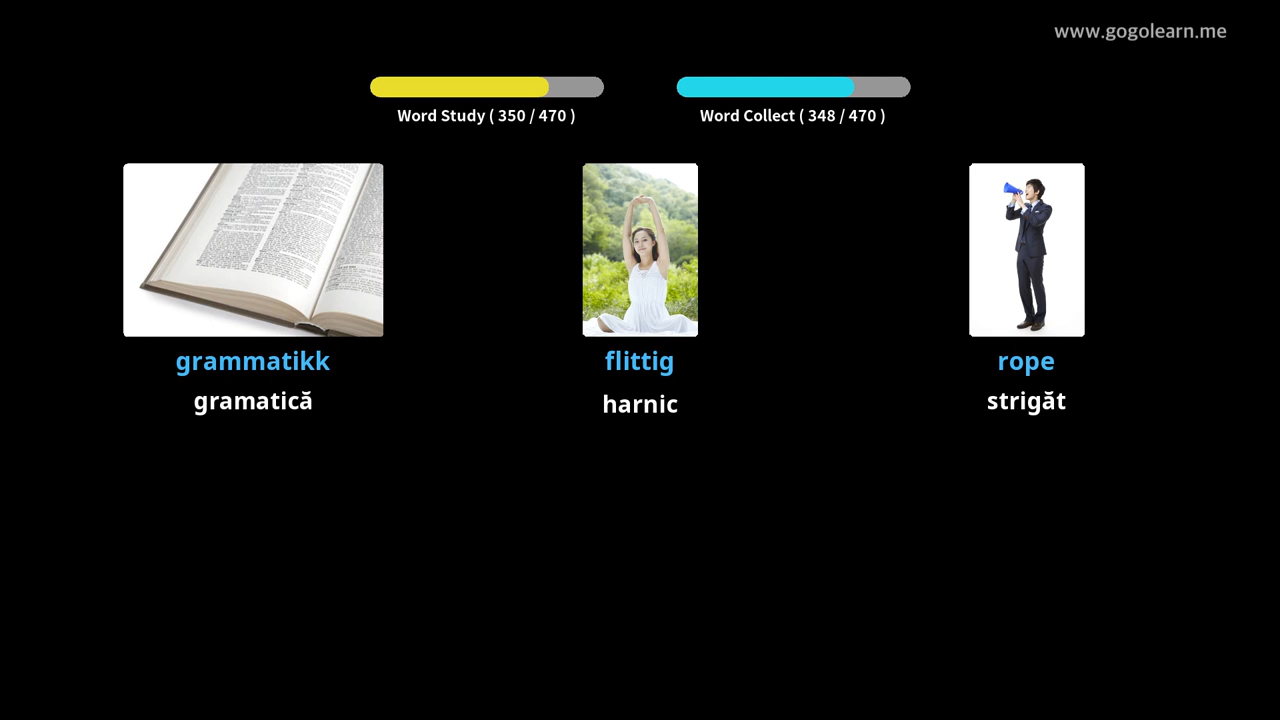 www.gogolearn.me
Word Study ( 350 / 470 )
Word Collect ( 348 / 470 )
grammatikk
gramatică
flittig
harnic
rope
strigăt